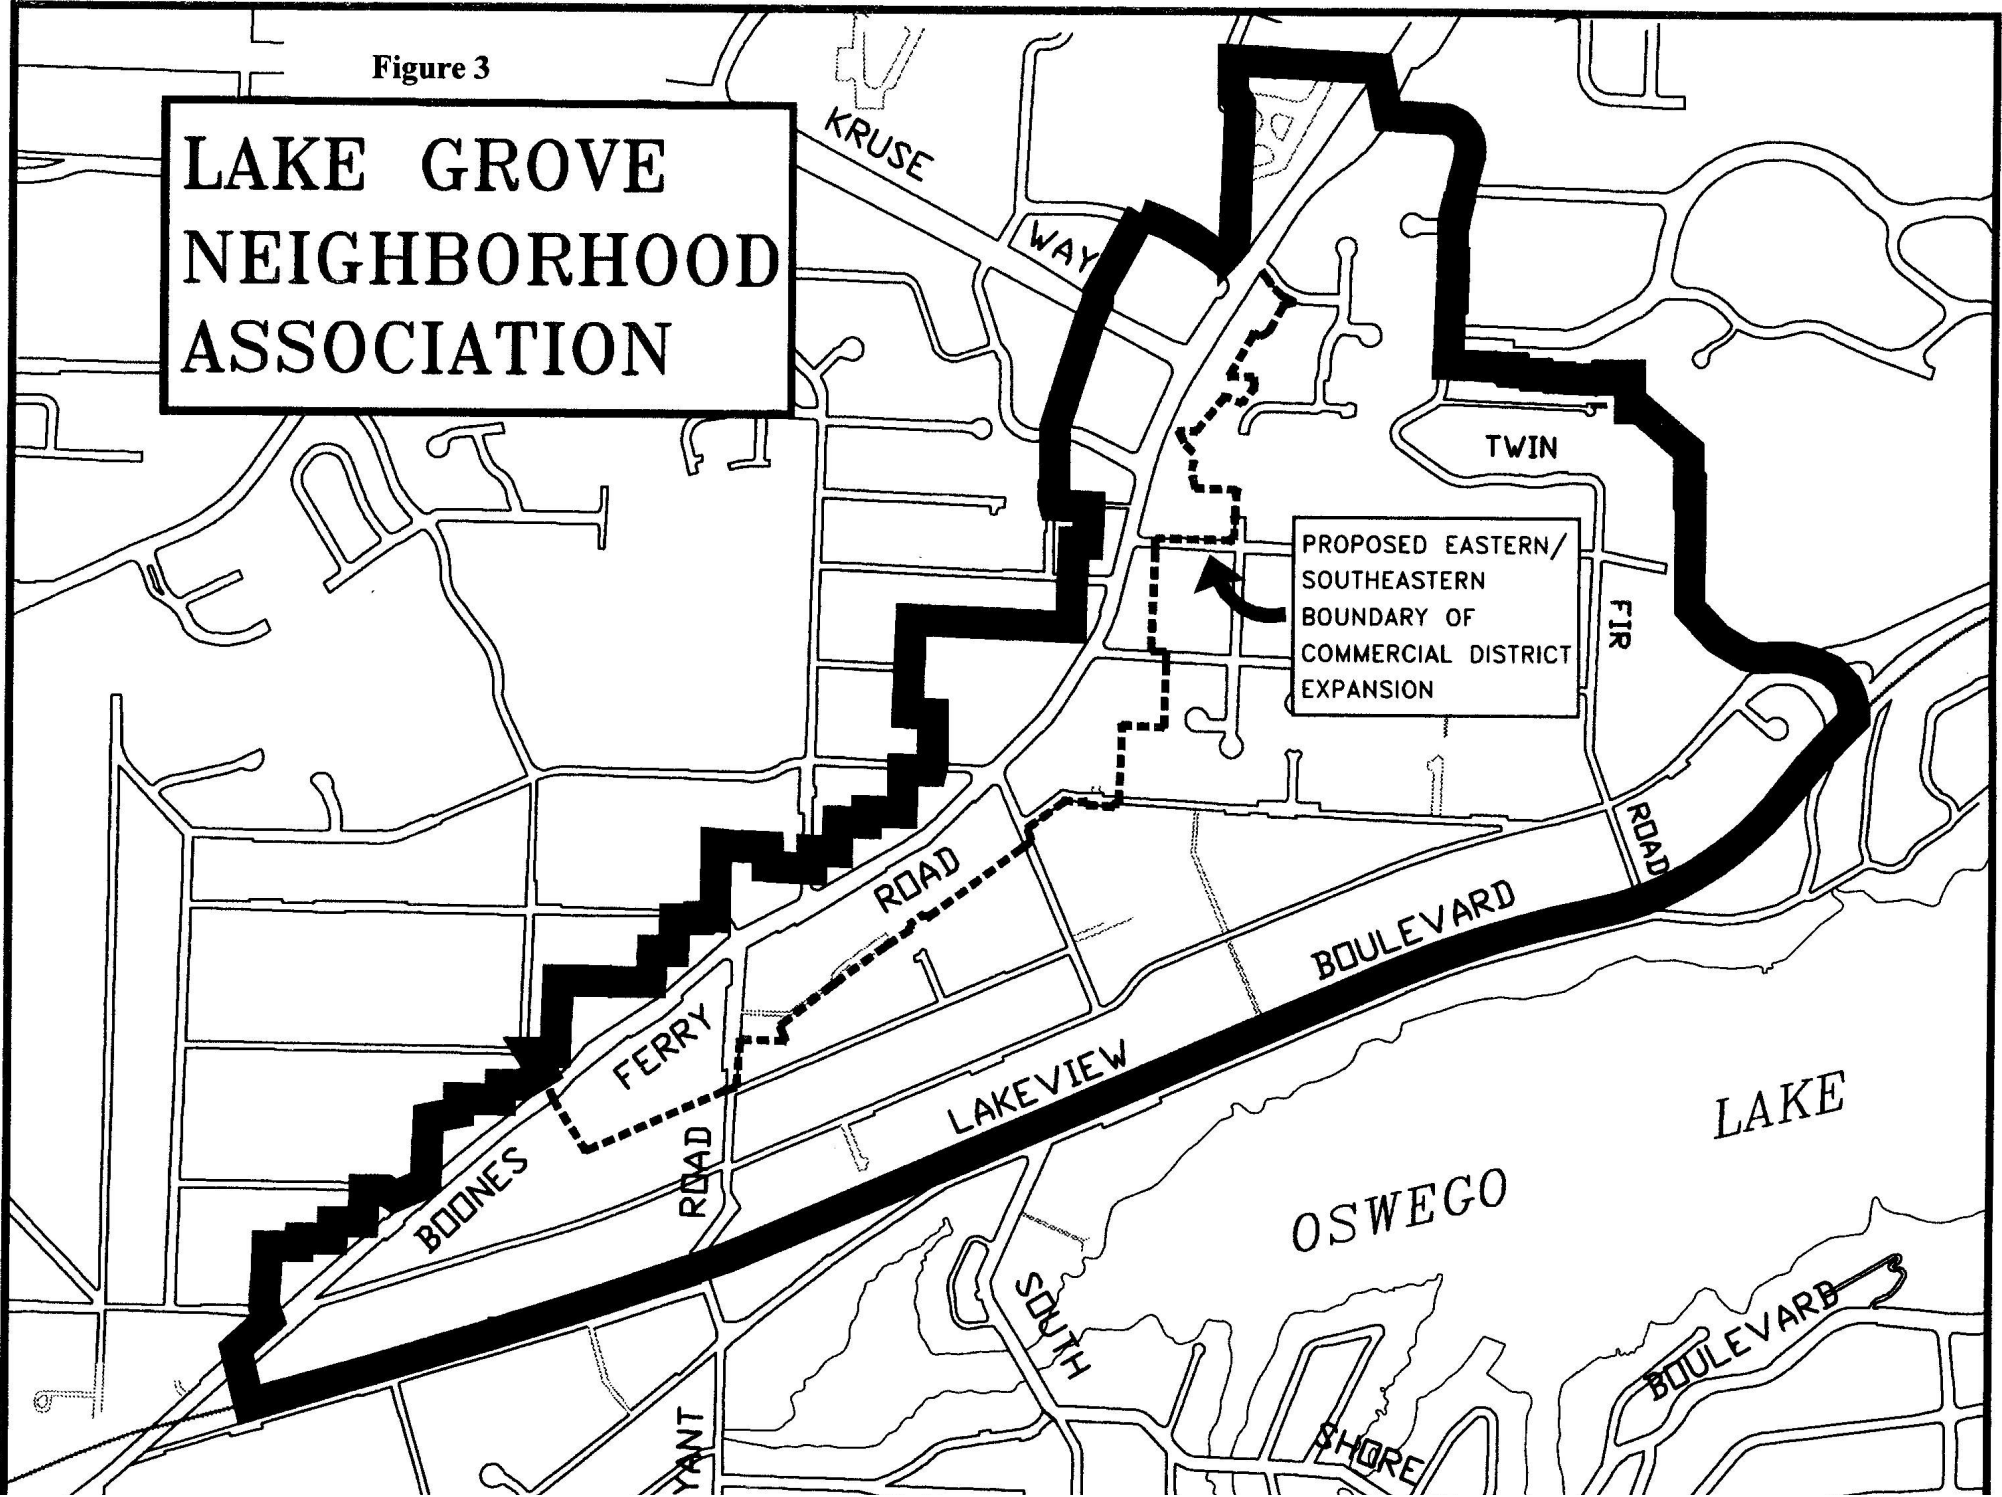 Figure 3
LAKE GROVE
NEIGHBORHOOD
ASSOCIATION
KRUSE
WAY
TWIN
PROPOSED EASTERN/
SOUTHEASTERN
BOUNDARY OF
COMMERCIAL DISTRICT
EXPANSION
FIR
ROAD
ROAD
BOULEVARD
FERRY
LAKEVIEW
LAKE
ROAD
BOONES
OSWEGO
SOUTH
BOULEVARD
SHORE
YANT